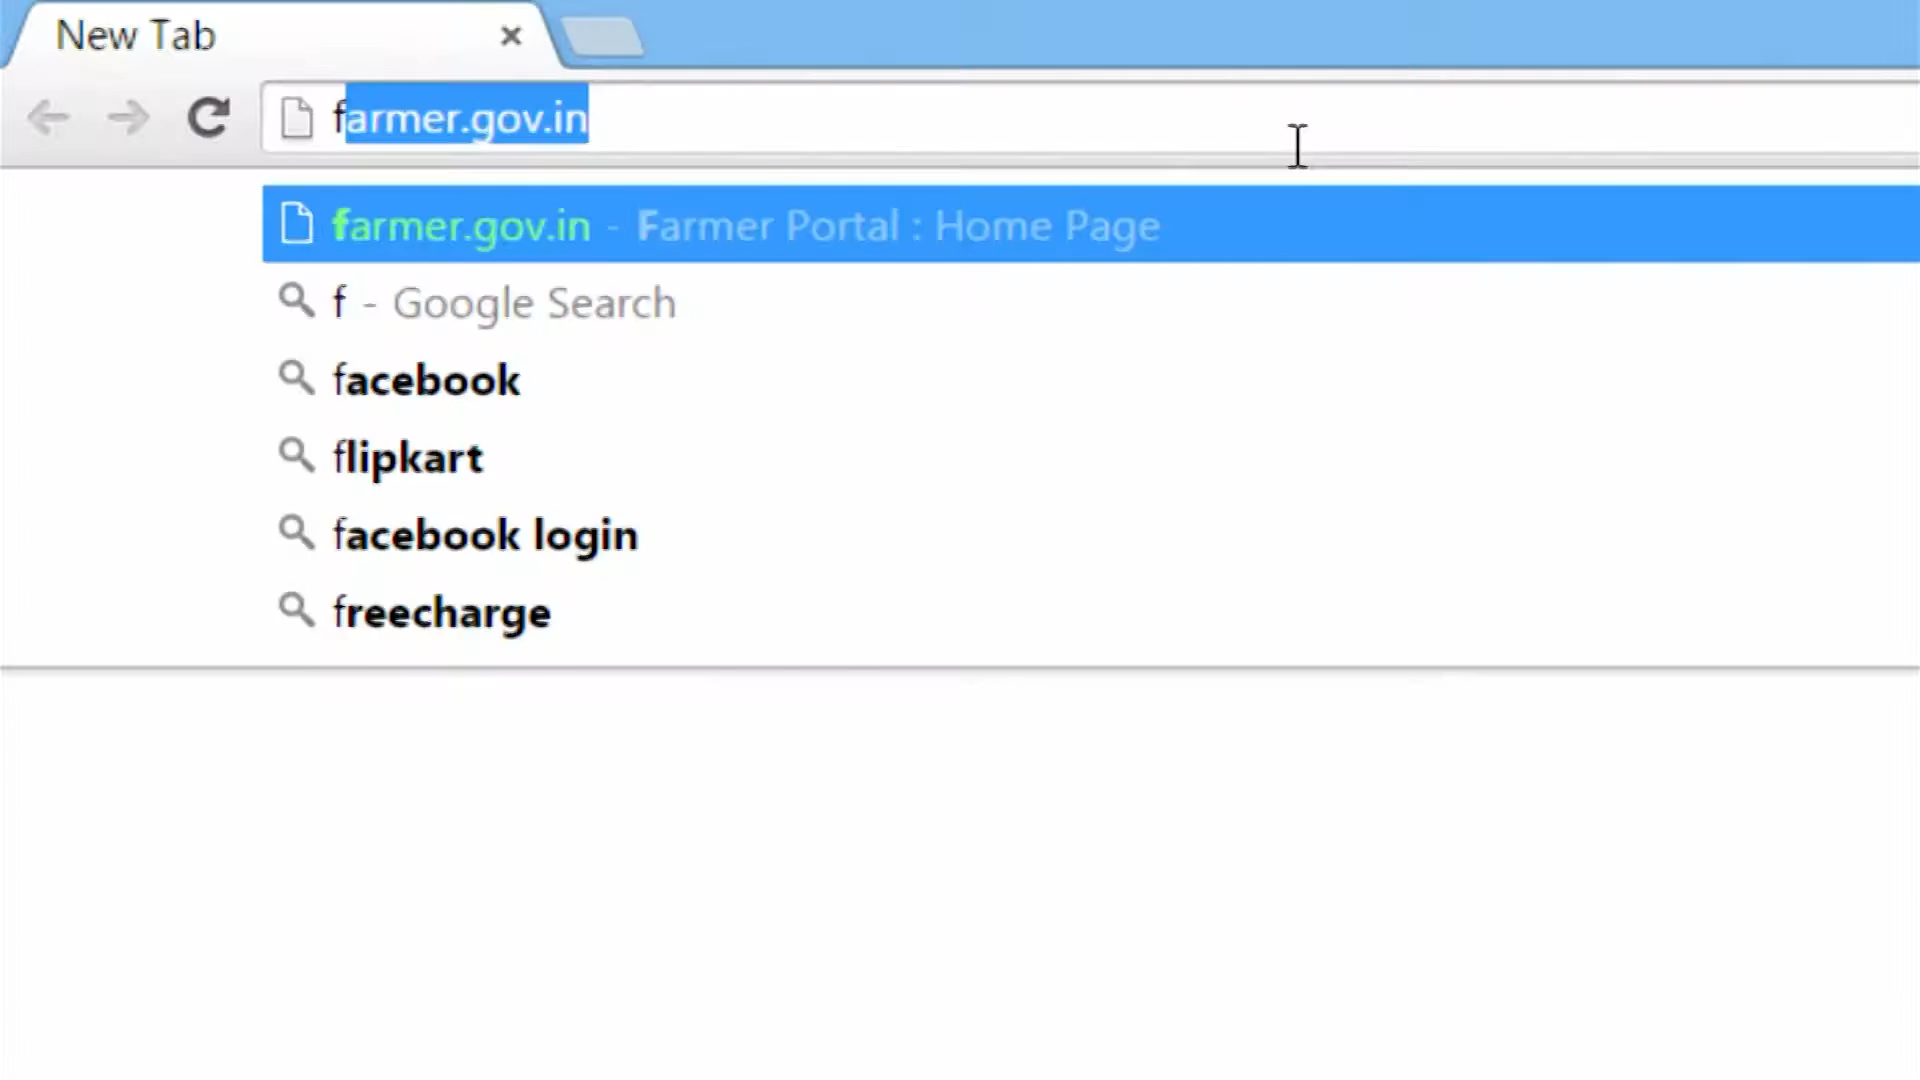 New Tab
farmer.gov.in
farmer.gov.in - Farmer Portal : Home Page
f - Google Search
facebook
flipkart
facebook login
freecharge